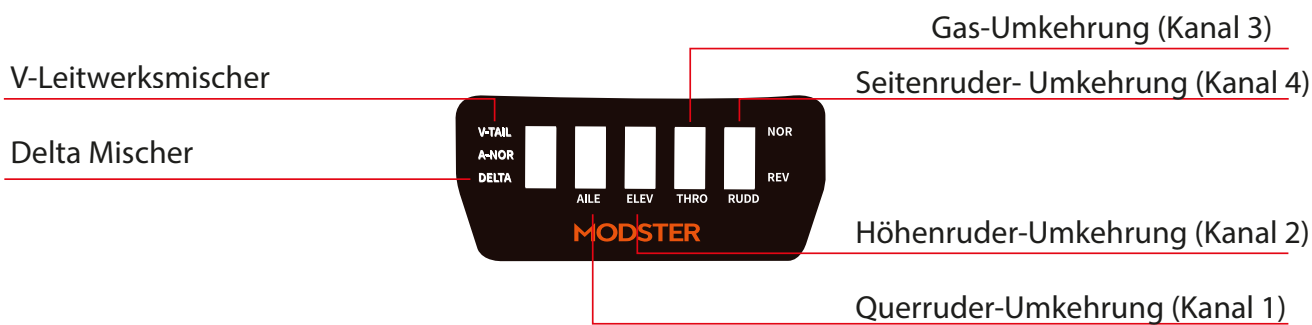 Gas-Umkehrung (Kanal 3)
V-Leitwerksmischer
Seitenruder- Umkehrung (Kanal 4)
V-TAIL
NOR
A-NOR
Delta Mischer
DELTA
REV
AILE ELEV THRO RUDD
MODSTER
Höhenruder-Umkehrung (Kanal 2)
Querruder-Umkehrung (Kanal 1)